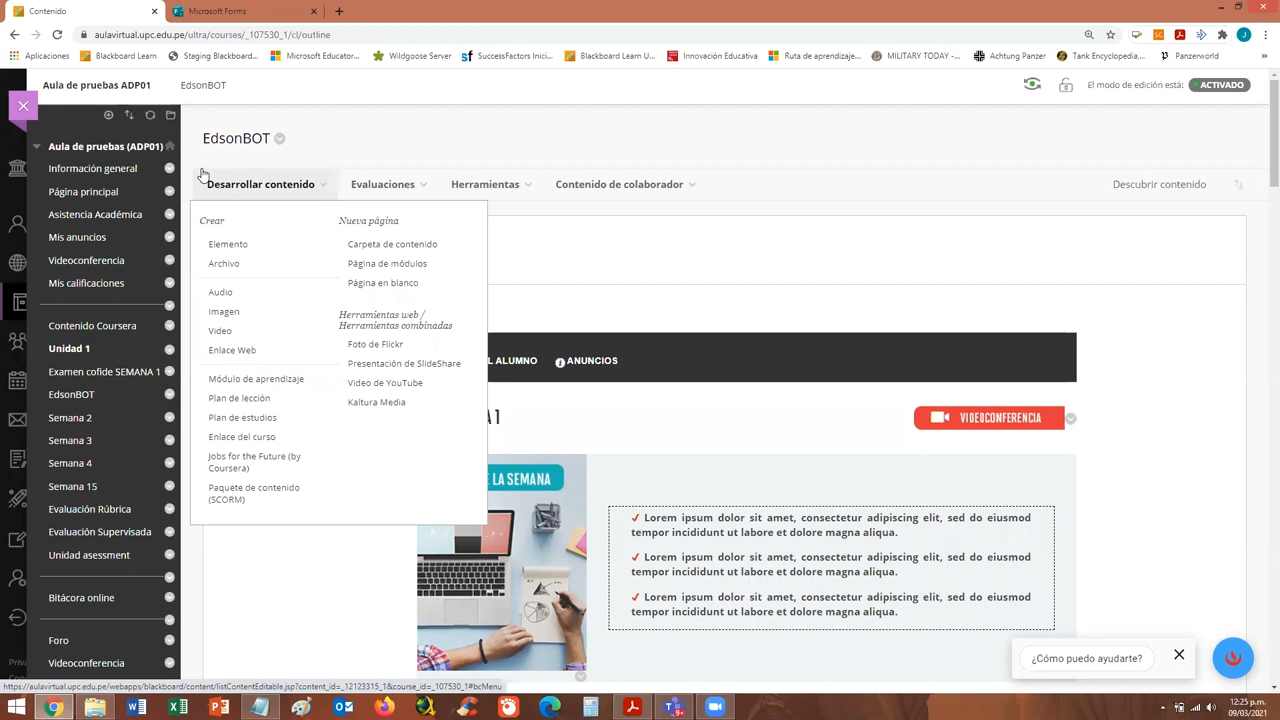 Contenido
Microsoft Forms
aulavirtual.upc.edu.pe/ultra/courses/_107530_1/cl/outline
J
Aplicaciones
Blackboard Learn
Staging Blackboard...
Microsoft Educator...
Wildgoose Server
SuccessFactors Inici...
Blackboard Learn U...
Innovación Educativa
Ruta de aprendizaje...
MILITARY TODAY -...
Achtung Panzer
Tank Encyclopedia,...
Panzerworld
Aula de pruebas ADP01
EdsonBOT
El modo de edición está:
ACTIVADO
Aula de pruebas (ADP01)
Información general
Página principal
Asistencia Académica
Mis anuncios
Videoconferencia
Mis calificaciones
Contenido Coursera
Unidad 1
Examen cofide SEMANA 1
EdsonBOT
Semana 2
Semana 3
Semana 4
Semana 15
Evaluación Rúbrica
Evaluación Supervisada
Unidad asessment
Bitácora online
Foro
Videoconferencia
Priva
EdsonBOT
Desarrollar contenido
Evaluaciones
Herramientas
Contenido de colaborador
Descubrir contenido
Crear
Elemento
Archivo
Audio
Imagen
Video
Enlace Web
Módulo de aprendizaje
Plan de lección
Plan de estudios
Enlace del curso
Jobs for the Future (by
Coursera)
Paquete de contenido
(SCORM)
Nueva página
Carpeta de contenido
Página de módulos
Página en blanco
Herramientas web /
Herramientas combinadas
Foto de Flickr
Presentación de SlideShare
Video de YouTube
Kaltura Media
L ALUMNO
ANUNCIOS
A 1
VIDEOCONFERENCIA
E LA SEMANA
Lorem ipsum dolor sit amet, consectetur adipiscing elit, sed do eiusmod
tempor incididunt ut labore et dolore magna aliqua.
Lorem ipsum dolor sit amet, consectetur adipiscing elit, sed do eiusmod
tempor incididunt ut labore et dolore magna aliqua.
Lorem ipsum dolor sit amet, consectetur adipiscing elit, sed do eiusmod
tempor incididunt ut labore et dolore magna aliqua.
¿Cómo puedo ayudarte?
https://aulavirtual.upc.edu.pe/webapps/blackboard/content/listContentEditable.jsp?content_id=_12123315_1&course_id=_107530_1#bcMenu
12:25 p.m.
09/03/2021